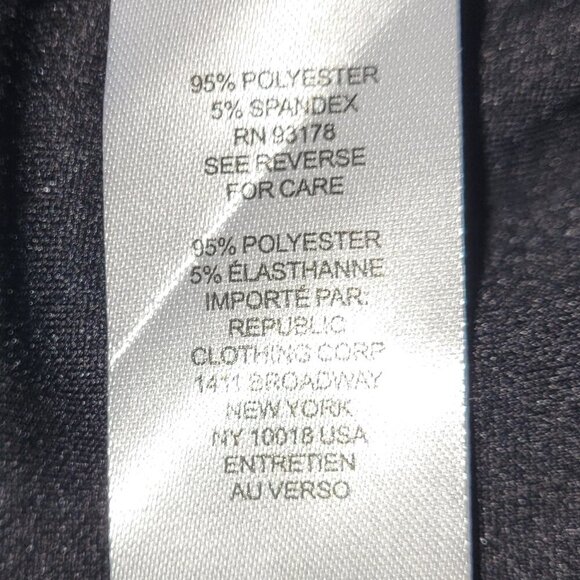 95% POLYESTER
5% SPANDEX
RN 93178
SEE REVERSE
FOR CARE
95% POLYESTER
5% ÉLASTHANNE
IMPORTÉ PAR:
REPUBLIC
CLOTHING CORP
1411 BROADWAY
NEW YORK
NY 10018 USA
ENTRETIEN
AU VERSO